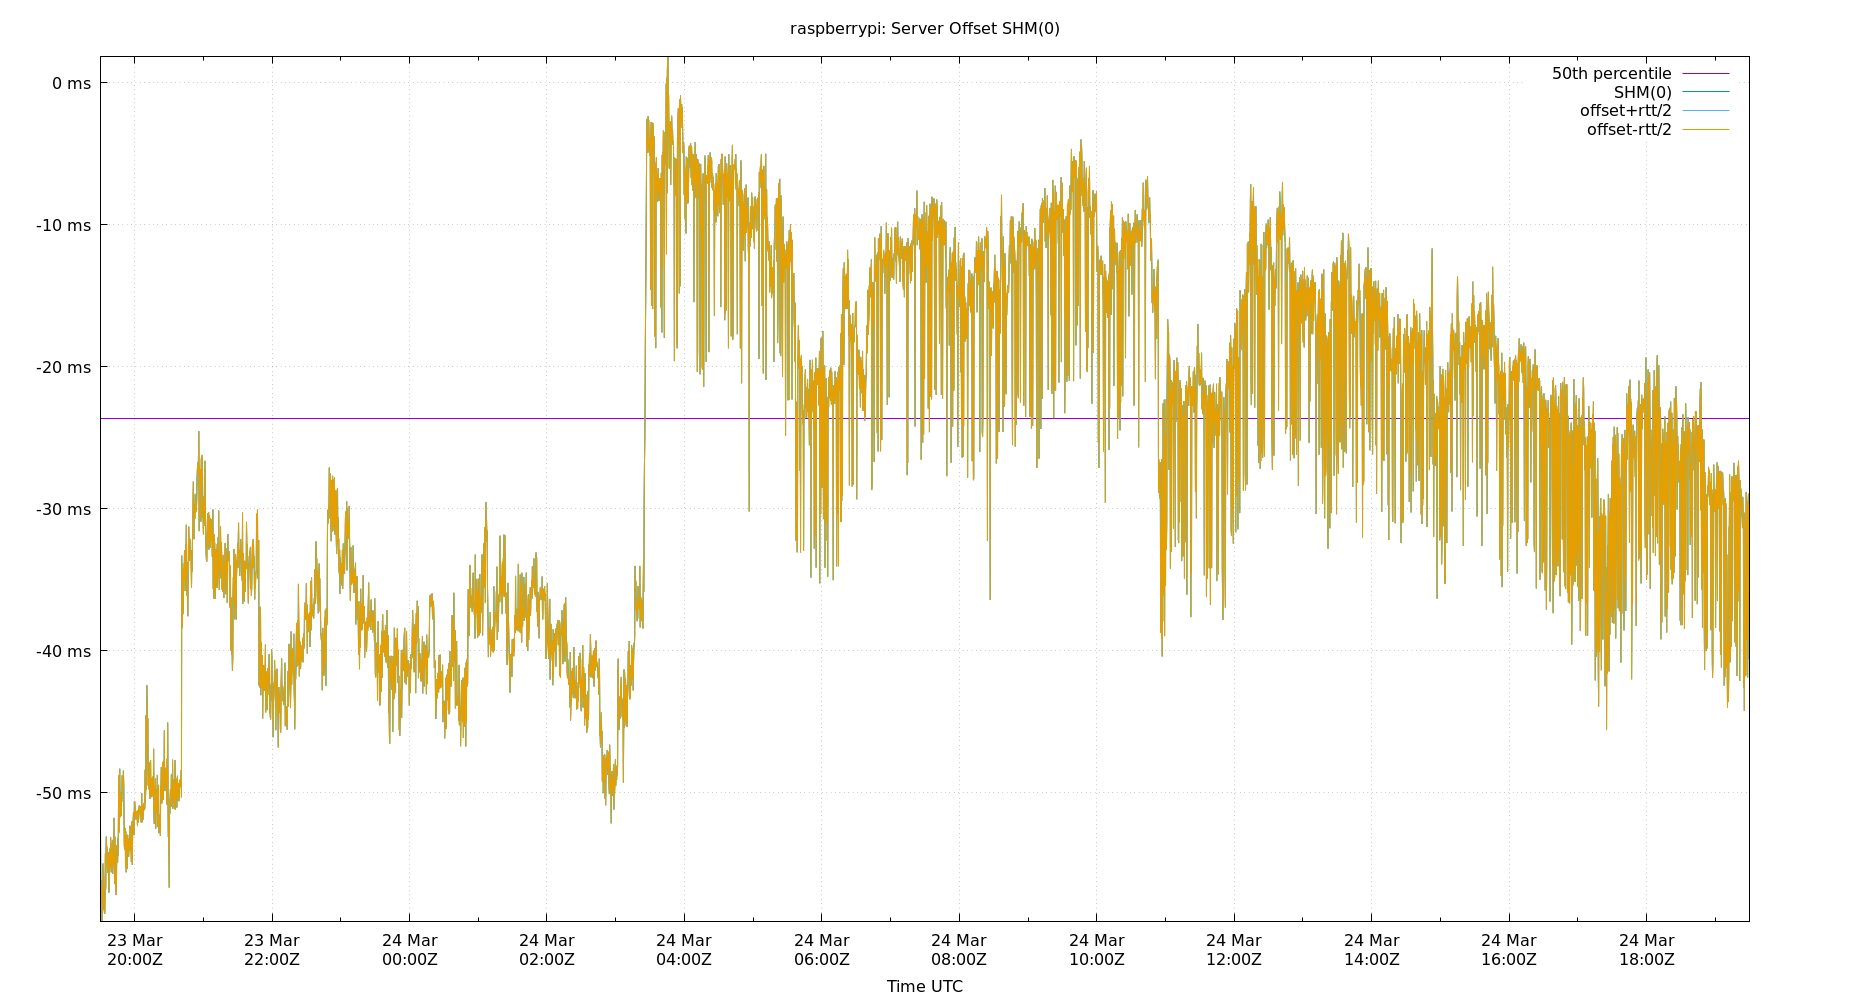 raspberrypi: Server Offset SHM(0)
50th percentile
SHM(0)
offset+rtt/2
offset-rtt/2
0 ms
-10 ms
-20 ms
-30 ms
-40 ms
-50 ms
23 Mar 23 Mar 24 Mar 24 Mar 24 Mar 24 Mar 24 Mar 24 Mar 24 Mar 24 Mar 24 Mar 24 Mar
20:00Z 22:00Z 00:00Z 02:00Z 04:00Z 06:00Z 08:00Z 10:00Z 12:00Z 14:00Z 16:00Z 18:00Z
Time UTC